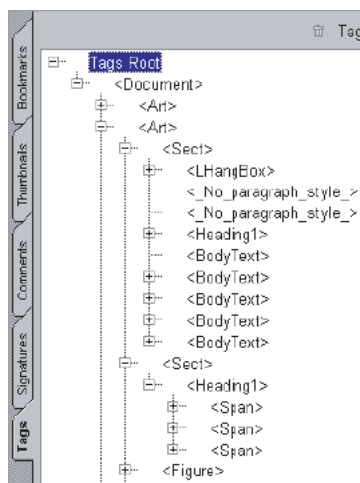 Tag
Tags Root
<Document>
<Art>
<Art>
<Sect>
<LHangBox>
<_No_paragraph_style_>
<_No_paragraph_style_>
<Heading1>
<BodyText>
<BodyText>
<BodyText>
<BodyText>
<BodyText>
<Sect>
<Heading1>
<Span>
<Span>
<Span>
<Figure>
Bookmarks
Thumbnails
Comments
Signatures
Tags